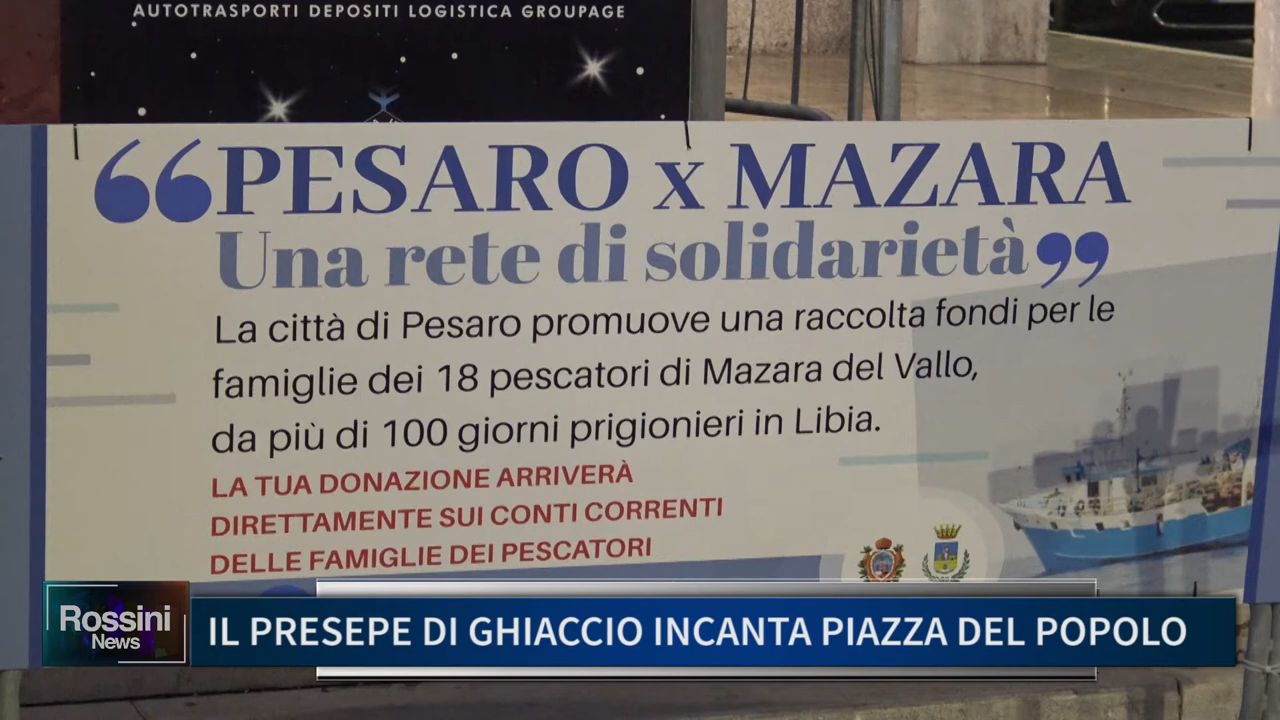 AUTOTRASPORTI DEPOSITI LOGISTICA GROUPAGE
“PESARO x MAZARA
Una rete di solidarietà”
La città di Pesaro promuove una raccolta fondi per le
famiglie dei 18 pescatori di Mazara del Vallo,
da più di 100 giorni prigionieri in Libia.
LA TUA DONAZIONE ARRIVERÀ
DIRETTAMENTE SUI CONTI CORRENTI
DELLE FAMIGLIE DEI PESCATORI
Rossini
News
IL PRESEPE DI GHIACCIO INCANTA PIAZZA DEL POPOLO